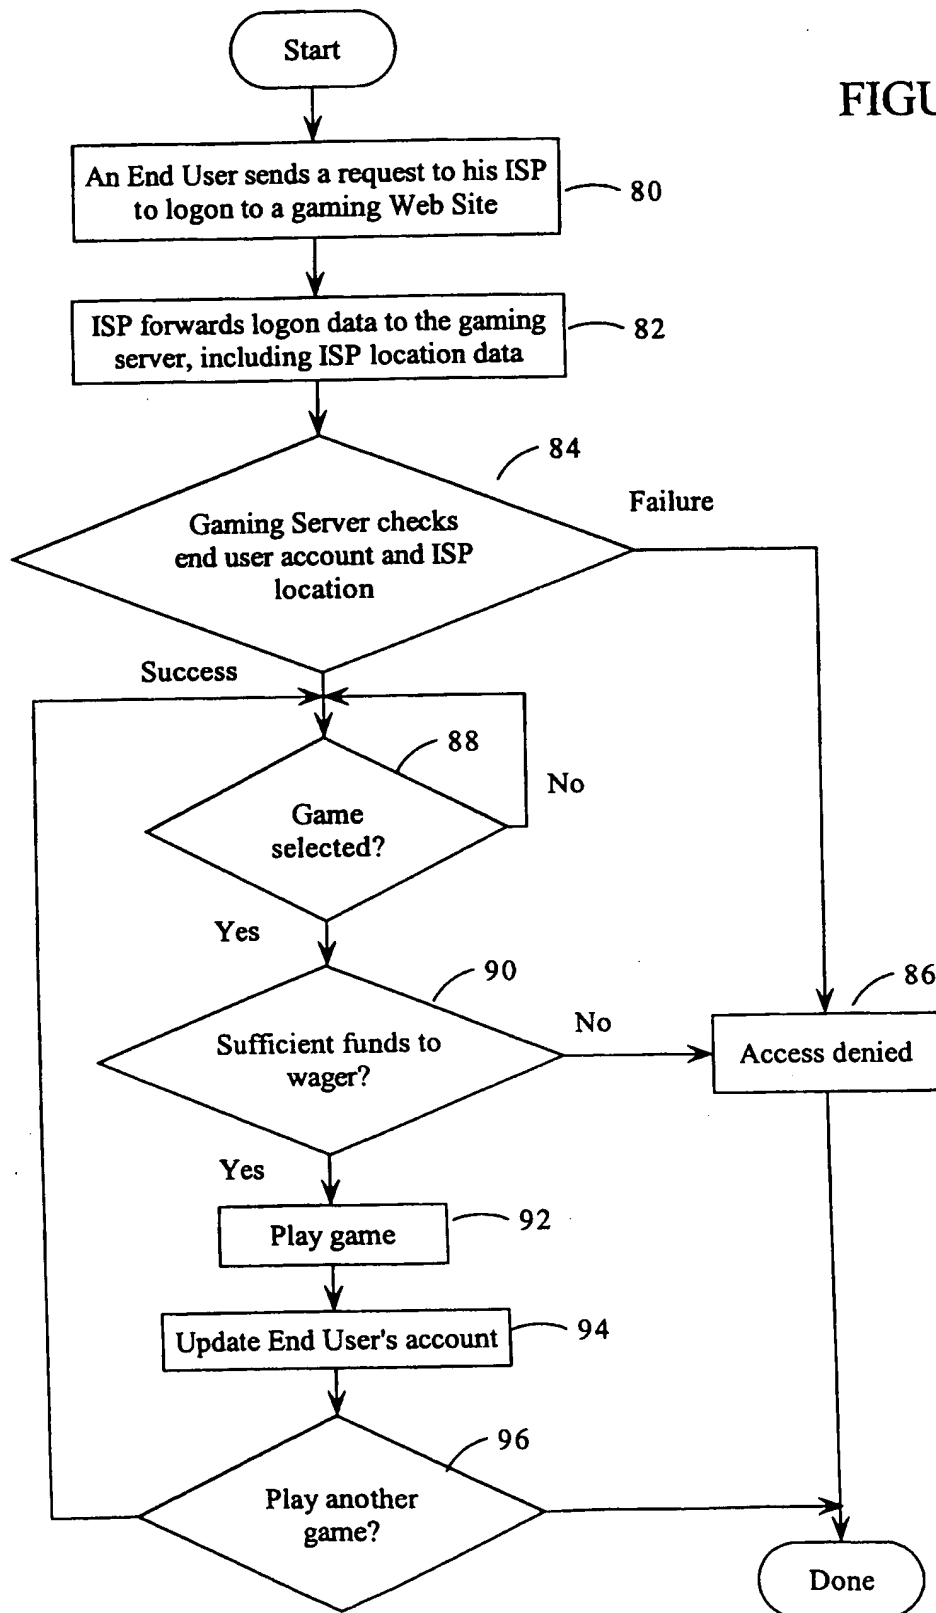 Start
FIGU
An End User sends a request to his ISP
to logon to a gaming Web Site
80
ISP forwards logon data to the gaming
server, including ISP location data
82
84
Failure
Gaming Server checks
end user account and ISP
location
Success
88
No
Game
selected?
Yes
90
86
No
Sufficient funds to
wager?
Access denied
Yes
92
Play game
94
Update End User's account
96
Play another
game?
Done